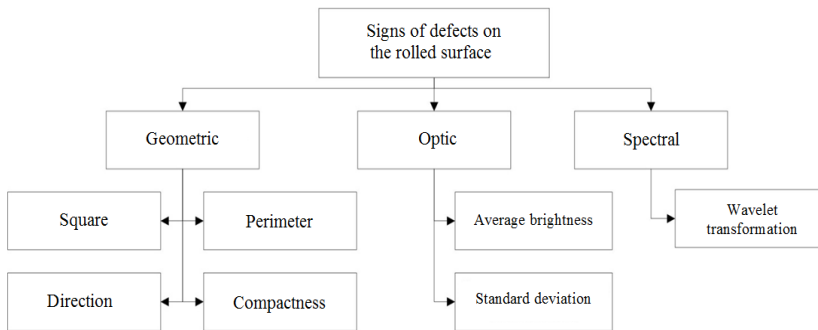 Signs of defects on
the rolled surface
Geometric
Optic
Spectral
Square
Perimeter
Average brightness
Wavelet
transformation
Direction
Compactness
Standard deviation